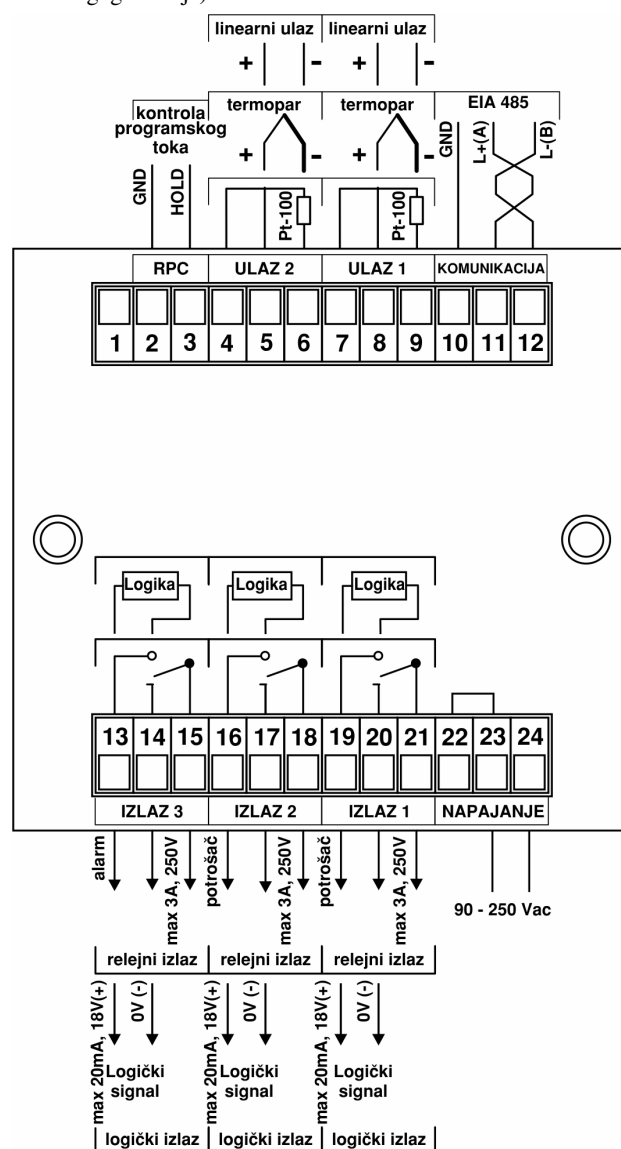 linearni ulaz linearni ulaz
+ - + -
kontrola programskog toka
termopar termopar EIA 485
+ - + -
GND HOLD Pt-100 Pt-100 GND L+(A) L-(B)
RPC ULAZ 2 ULAZ 1 KOMUNIKACIJA
1 2 3 4 5 6 7 8 9 10 11 12
Logika Logika Logika
13 14 15 16 17 18 19 20 21 22 23 24
IZLAZ 3 IZLAZ 2 IZLAZ 1 NAPAJANJE
alarm max 3A, 250V potrošač max 3A, 250V potrošač max 3A, 250V
90 - 250 Vac
relejni izlaz relejni izlaz relejni izlaz
max 20mA, 18V(+) 0V (-) max 20mA, 18V(+) 0V (-) max 20mA, 18V(+) 0V (-)
Logički Logički Logički
signal signal signal
logički izlaz logički izlaz logički izlaz